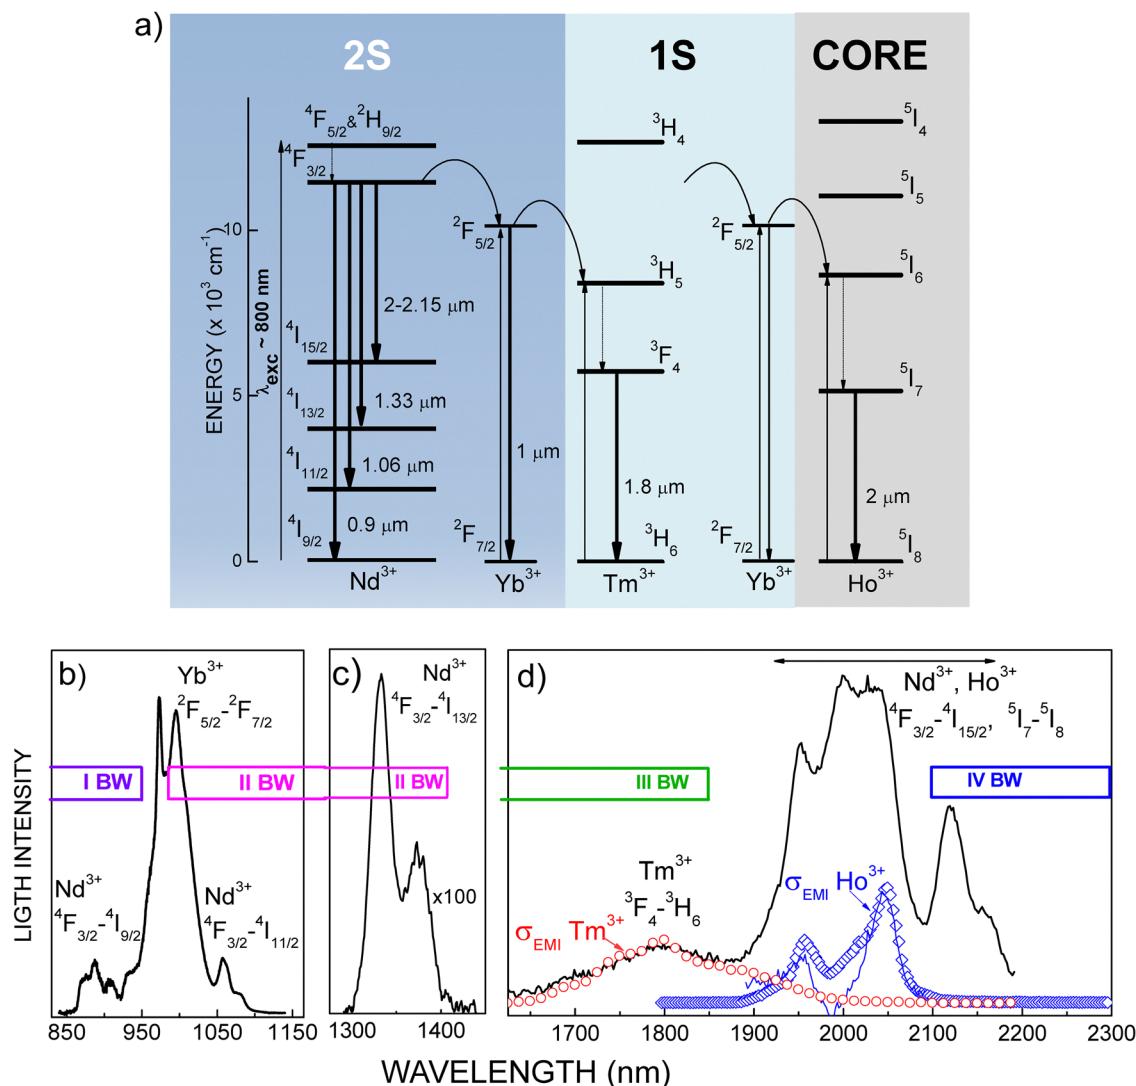 a)
2S
1S
CORE
⁴F₅/₂&²H₉/₂
⁴F₃/₂
³H₄
⁵I₄
⁵I₅
10
²F₅/₂
²F₅/₂
³H₅
⁵I₆
ENERGY (x 10³ cm⁻¹)
λexc ~ 800 nm
2-2.15 μm
⁴I₁₅/₂
³F₄
⁵I₇
5
⁴I₁₃/₂
1.33 μm
⁴I₁₁/₂
1.06 μm
1 μm
1.8 μm
2 μm
⁴I₉/₂
0.9 μm
²F₇/₂
³H₆
²F₇/₂
⁵I₈
0
Nd³⁺
Yb³⁺
Tm³⁺
Yb³⁺
Ho³⁺
b)
Yb³⁺
²F₅/₂-²F₇/₂
I BW
II BW
Nd³⁺
⁴F₃/₂-⁴I₉/₂
Nd³⁺
⁴F₃/₂-⁴I₁₁/₂
LIGTH INTENSITY
850
950
1050
1150
c)
Nd³⁺
⁴F₃/₂-⁴I₁₃/₂
II BW
x100
1300
1400
d)
Nd³⁺, Ho³⁺
⁴F₃/₂-⁴I₁₅/₂, ⁵I₇-⁵I₈
III BW
IV BW
Tm³⁺
³F₄-³H₆
σEMI Tm³⁺
σEMI Ho³⁺
1700
1800
1900
2000
2100
2200
2300
WAVELENGTH (nm)